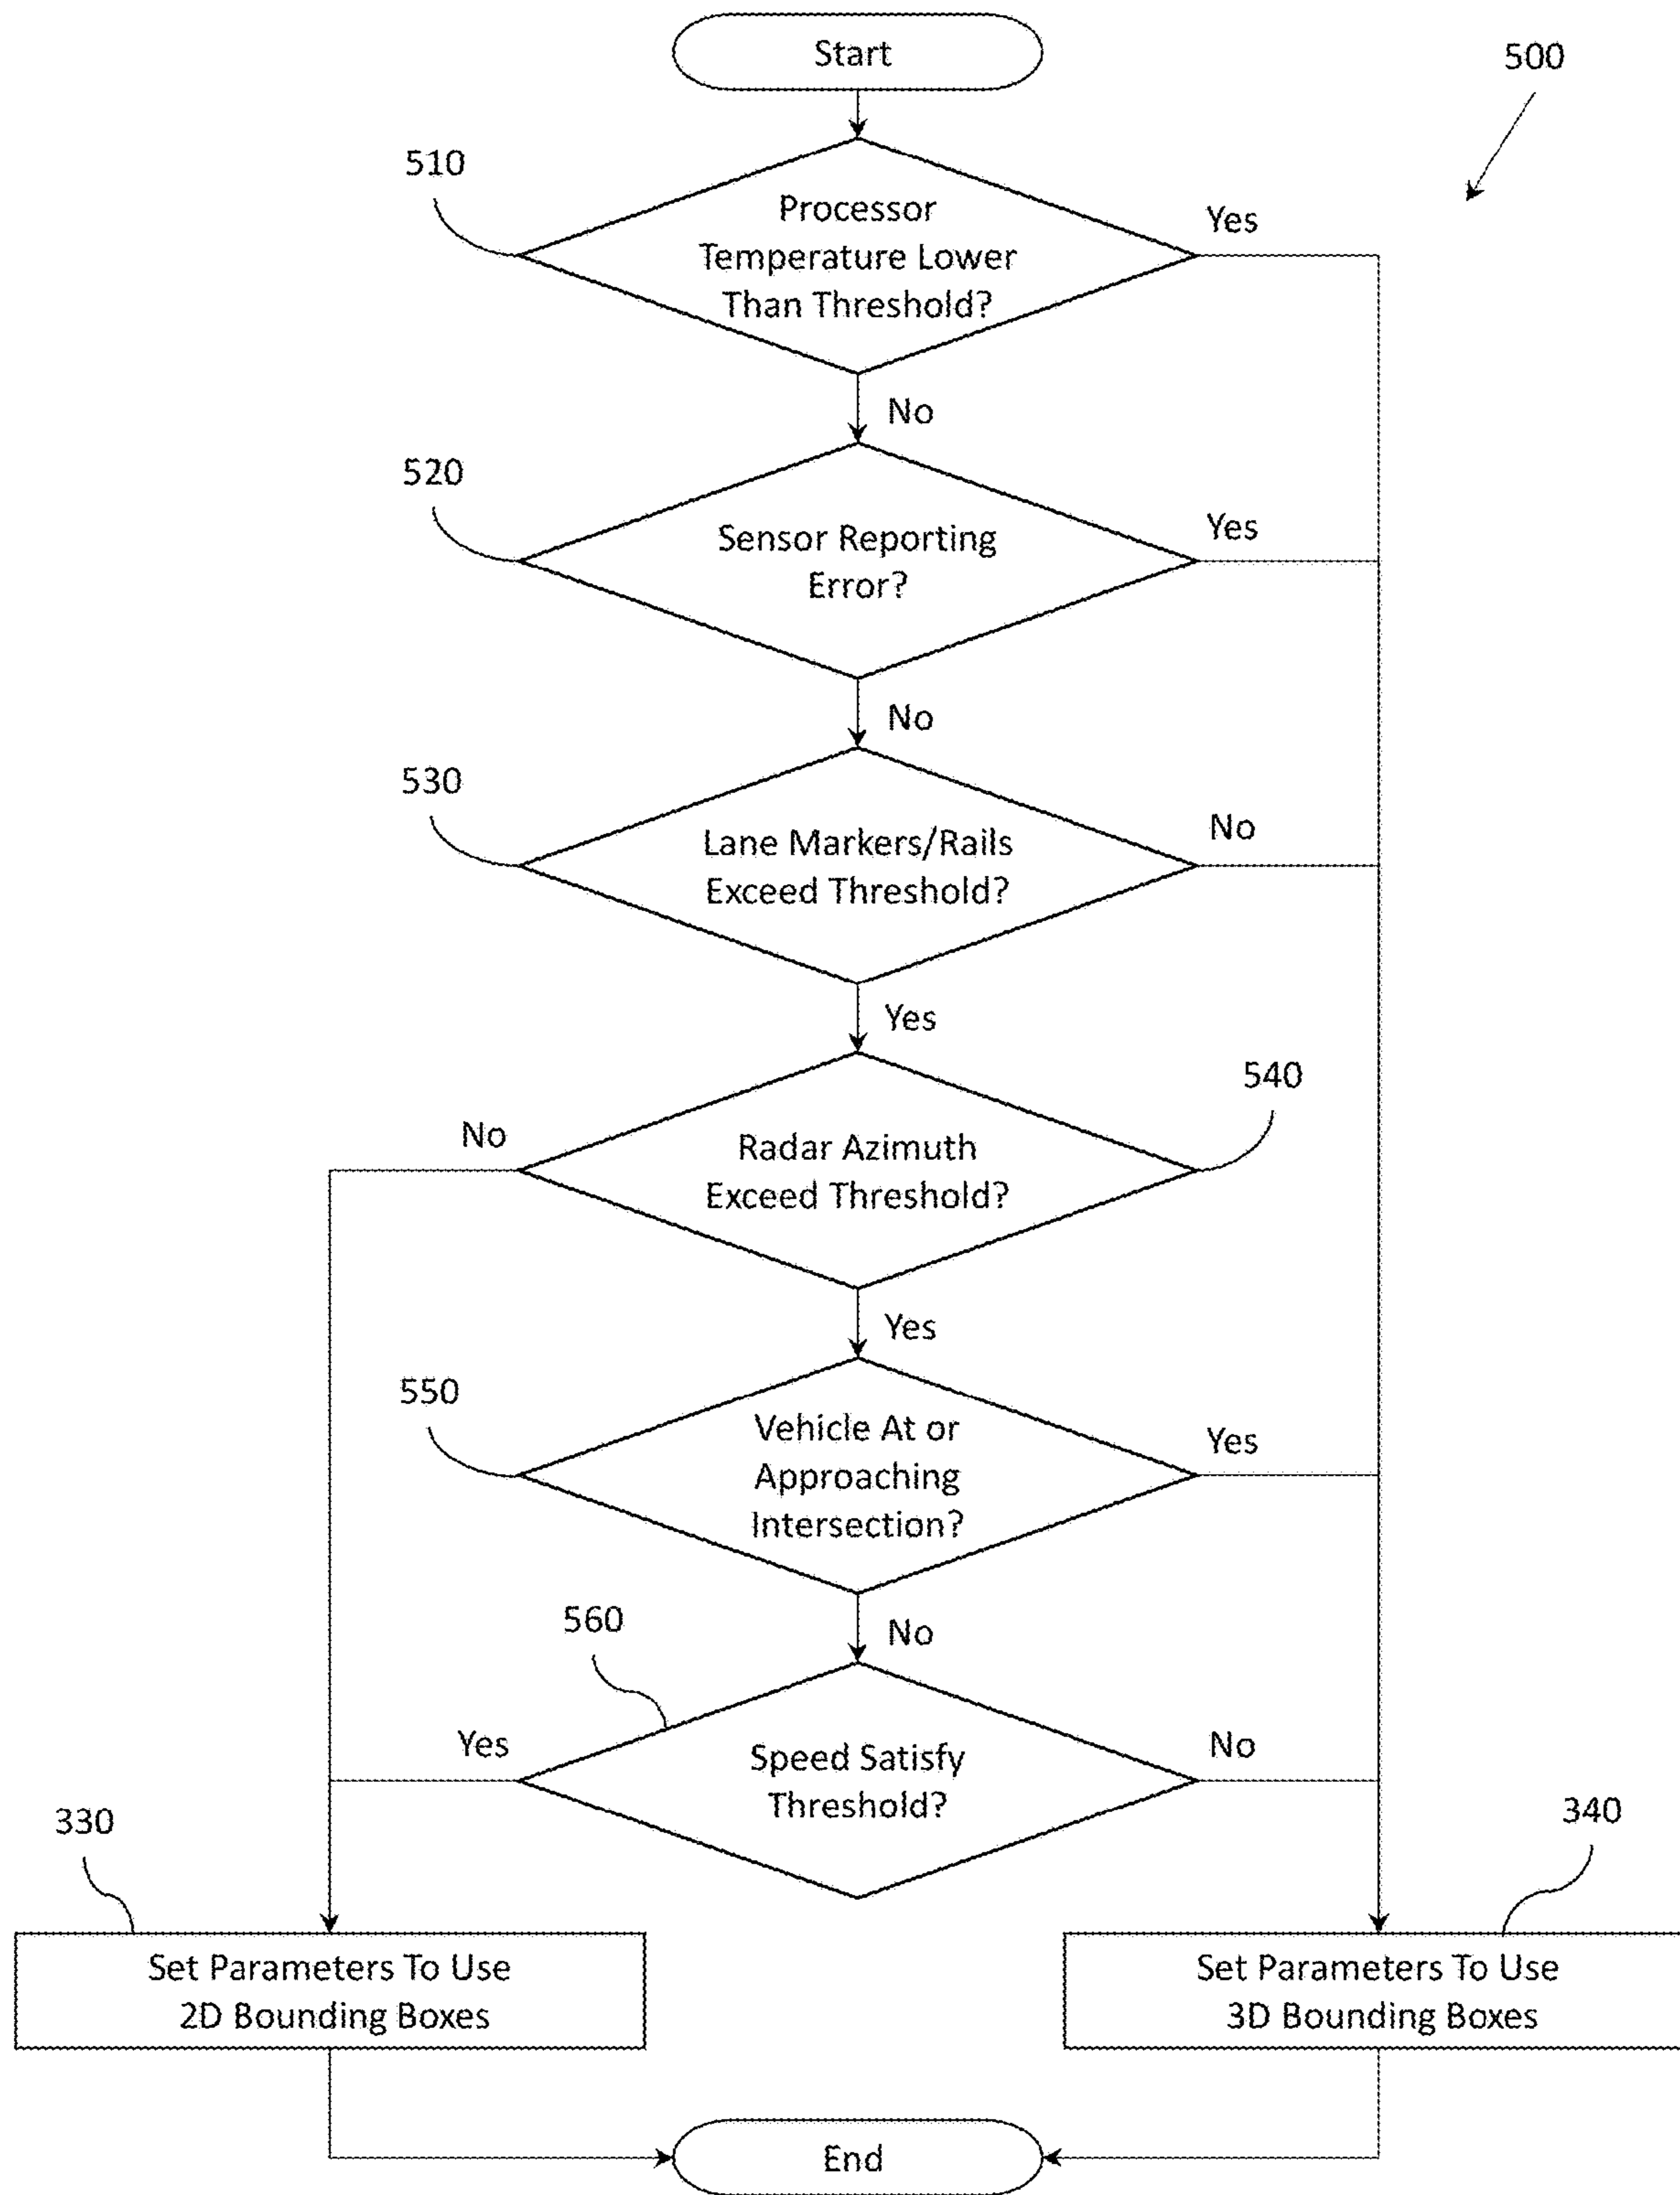 Start
500
510
Processor
Temperature Lower
Than Threshold?
Yes
No
520
Sensor Reporting
Error?
Yes
No
530
Lane Markers/Rails
Exceed Threshold?
No
Yes
540
No
Radar Azimuth
Exceed Threshold?
Yes
550
Vehicle At or
Approaching
Intersection?
Yes
No
560
Yes
Speed Satisfy
Threshold?
No
330
340
Set Parameters To Use
2D Bounding Boxes
Set Parameters To Use
3D Bounding Boxes
End